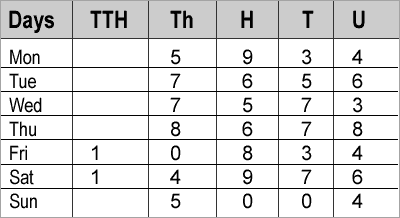 Days TTH Th H T U
Mon 5 9 3 4
Tue 7 6 5 6
Wed 7 5 7 3
Thu 8 6 7 8
Fri 1 0 8 3 4
Sat 1 4 9 7 6
Sun 5 0 0 4